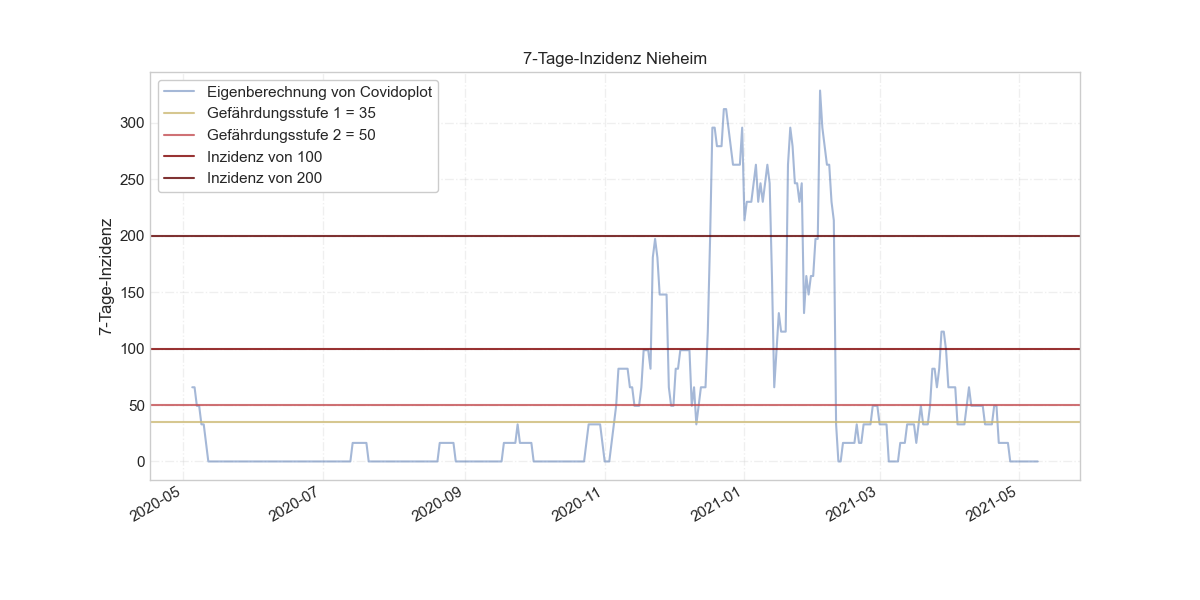 7-Tage-Inzidenz Nieheim
Eigenberechnung von Covidoplot
Gefährdungsstufe 1 = 35
Gefährdungsstufe 2 = 50
Inzidenz von 100
Inzidenz von 200
7-Tage-Inzidenz
300
250
200
150
100
50
0
2020-05
2020-07
2020-09
2020-11
2021-01
2021-03
2021-05